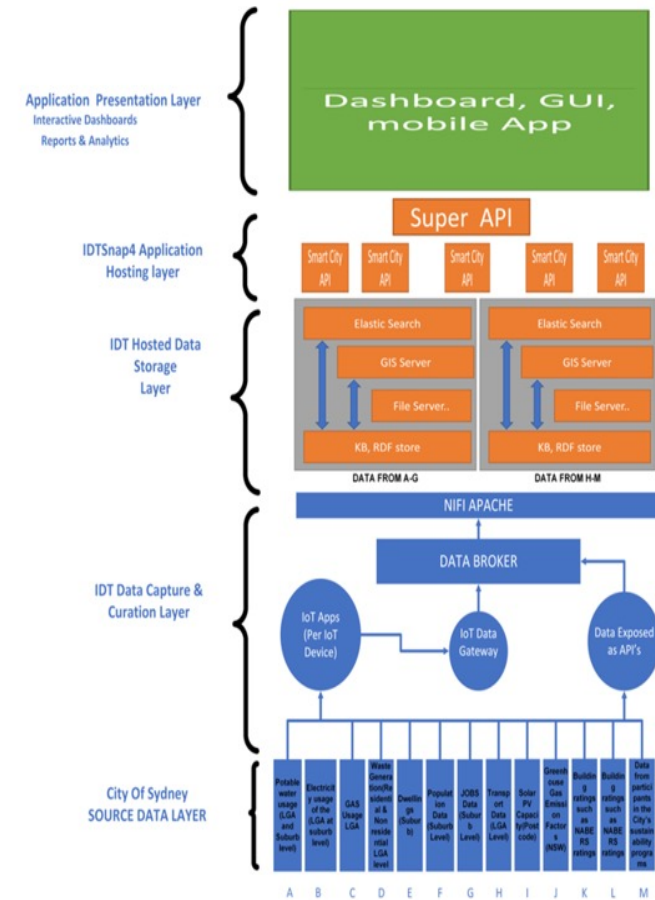 Dashboard, GUI,
mobile App
Application Presentation Layer
Interactive Dashboards
Reports & Analytics
Super API
IDTSnap4 Application
Hosting layer
Smart City
API
Smart City
API
Smart City
API
Smart City
API
Smart City
API
IDT Hosted Data
Storage
Layer
Elastic Search
GIS Server
File Server..
KB, RDF store
Elastic Search
GIS Server
File Server..
KB, RDF store
DATA FROM A-G
DATA FROM H-M
NIFI APACHE
DATA BROKER
IDT Data Capture &
Curation Layer
IoT Apps
(Per IoT
Device)
IoT Data
Gateway
Data Exposed
as API's
City Of Sydney
SOURCE DATA LAYER
Potable
water usage
(LGA
and Suburb
level)
Electricit
y usage
of the
(LGA at
suburb
level)
GAS
Usage
LGA
Waste
Genera
tion(Re
sidenti
al &
Non
residential
LGA level
Dwellin
gs
(Subur
b)
Populat
ion
Data
(Suburb
Level)
JOBS
Data
(Subur
b
Level)
Transp
ort
Data
(LGA
Level)
Solar
PV
Capaci
ty(Post
code)
Greenh
ouse
Gas
Emissi
on
Factor
s
(NSW)
Buildin
g
ratings
such
as
NABE
RS
ratings
Buildin
g
ratings
such
as
NABE
RS
ratings
Data
from
partici
pants
in the
City's
sustain
ability
progra
ms
A B C D E F G H I J K L M